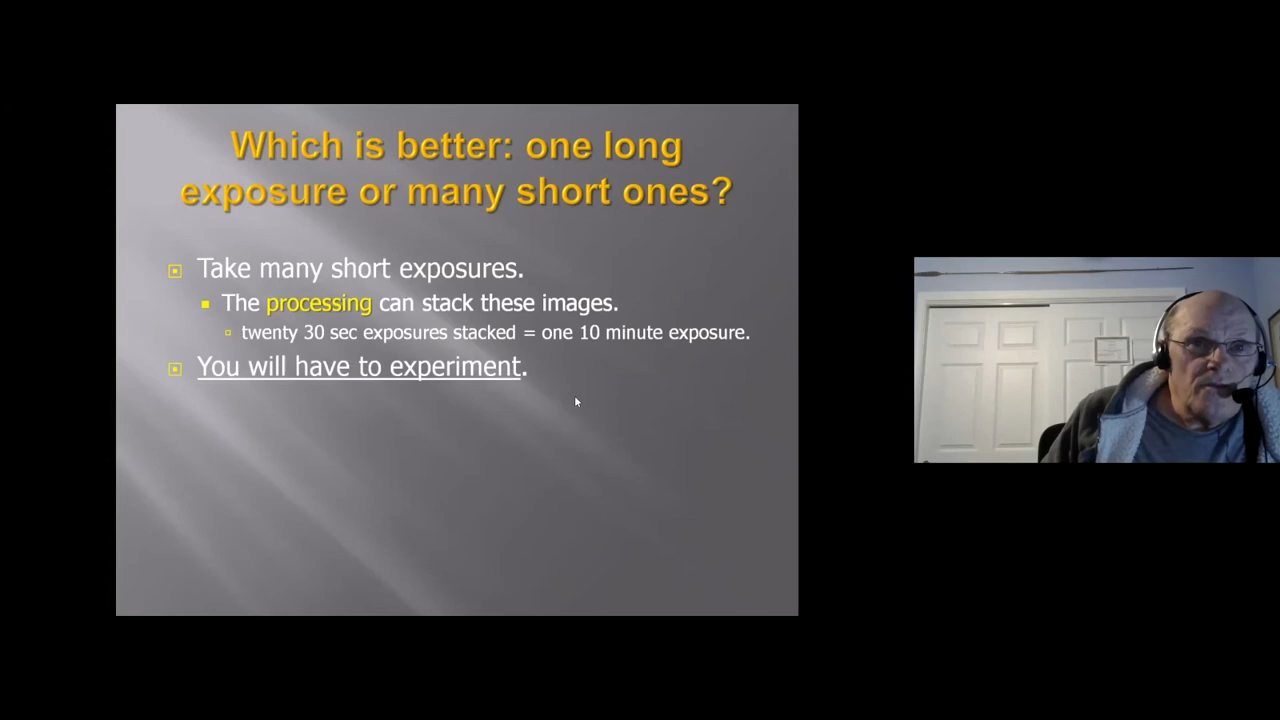 Which is better: one long
exposure or many short ones?
Take many short exposures.
The processing can stack these images.
twenty 30 sec exposures stacked = one 10 minute exposure.
You will have to experiment.